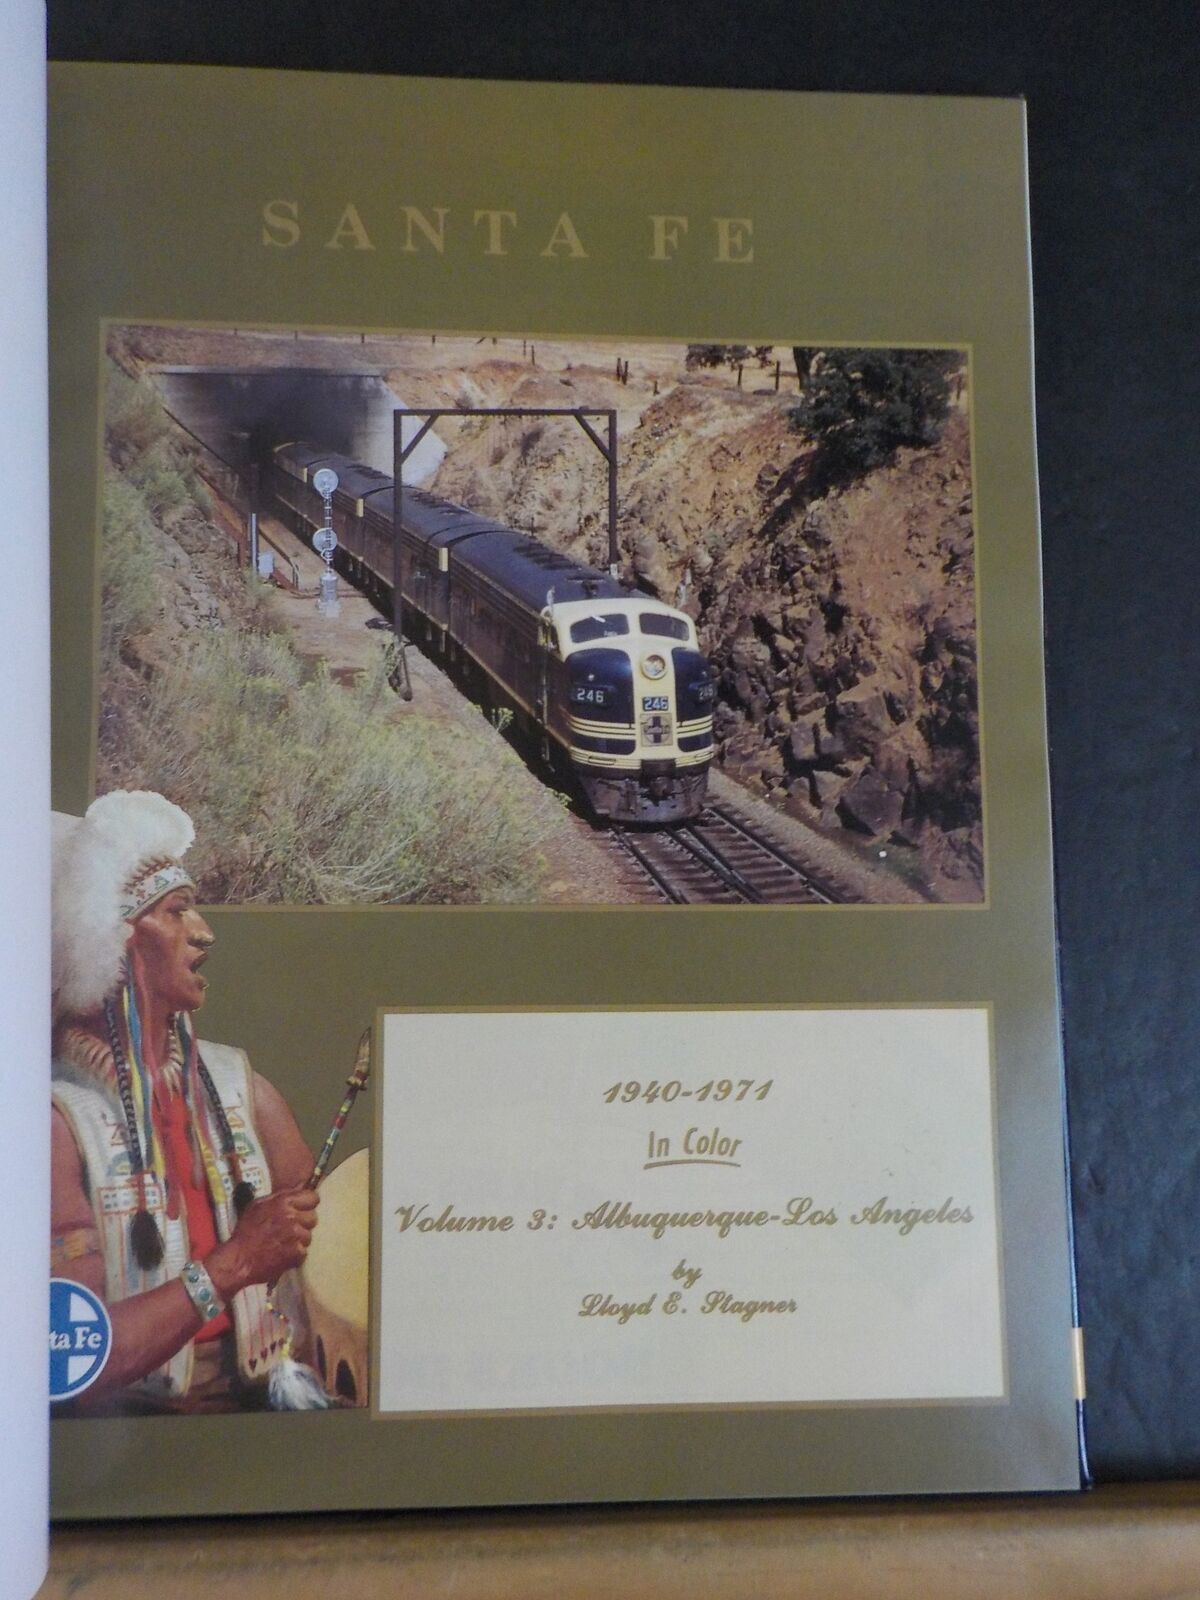 SANTA FE
246
246
246
1940-1971
In Color
Volume 3: Albuquerque-Los Angeles
by
Lloyd E. Stagner
ta Fe